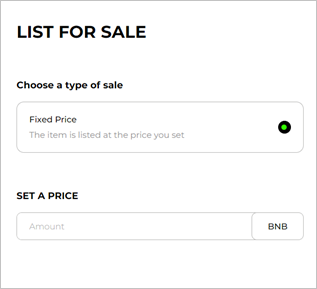 LIST FOR SALE
Choose a type of sale
Fixed Price
The item is listed at the price you set
SET A PRICE
Amount
BNB